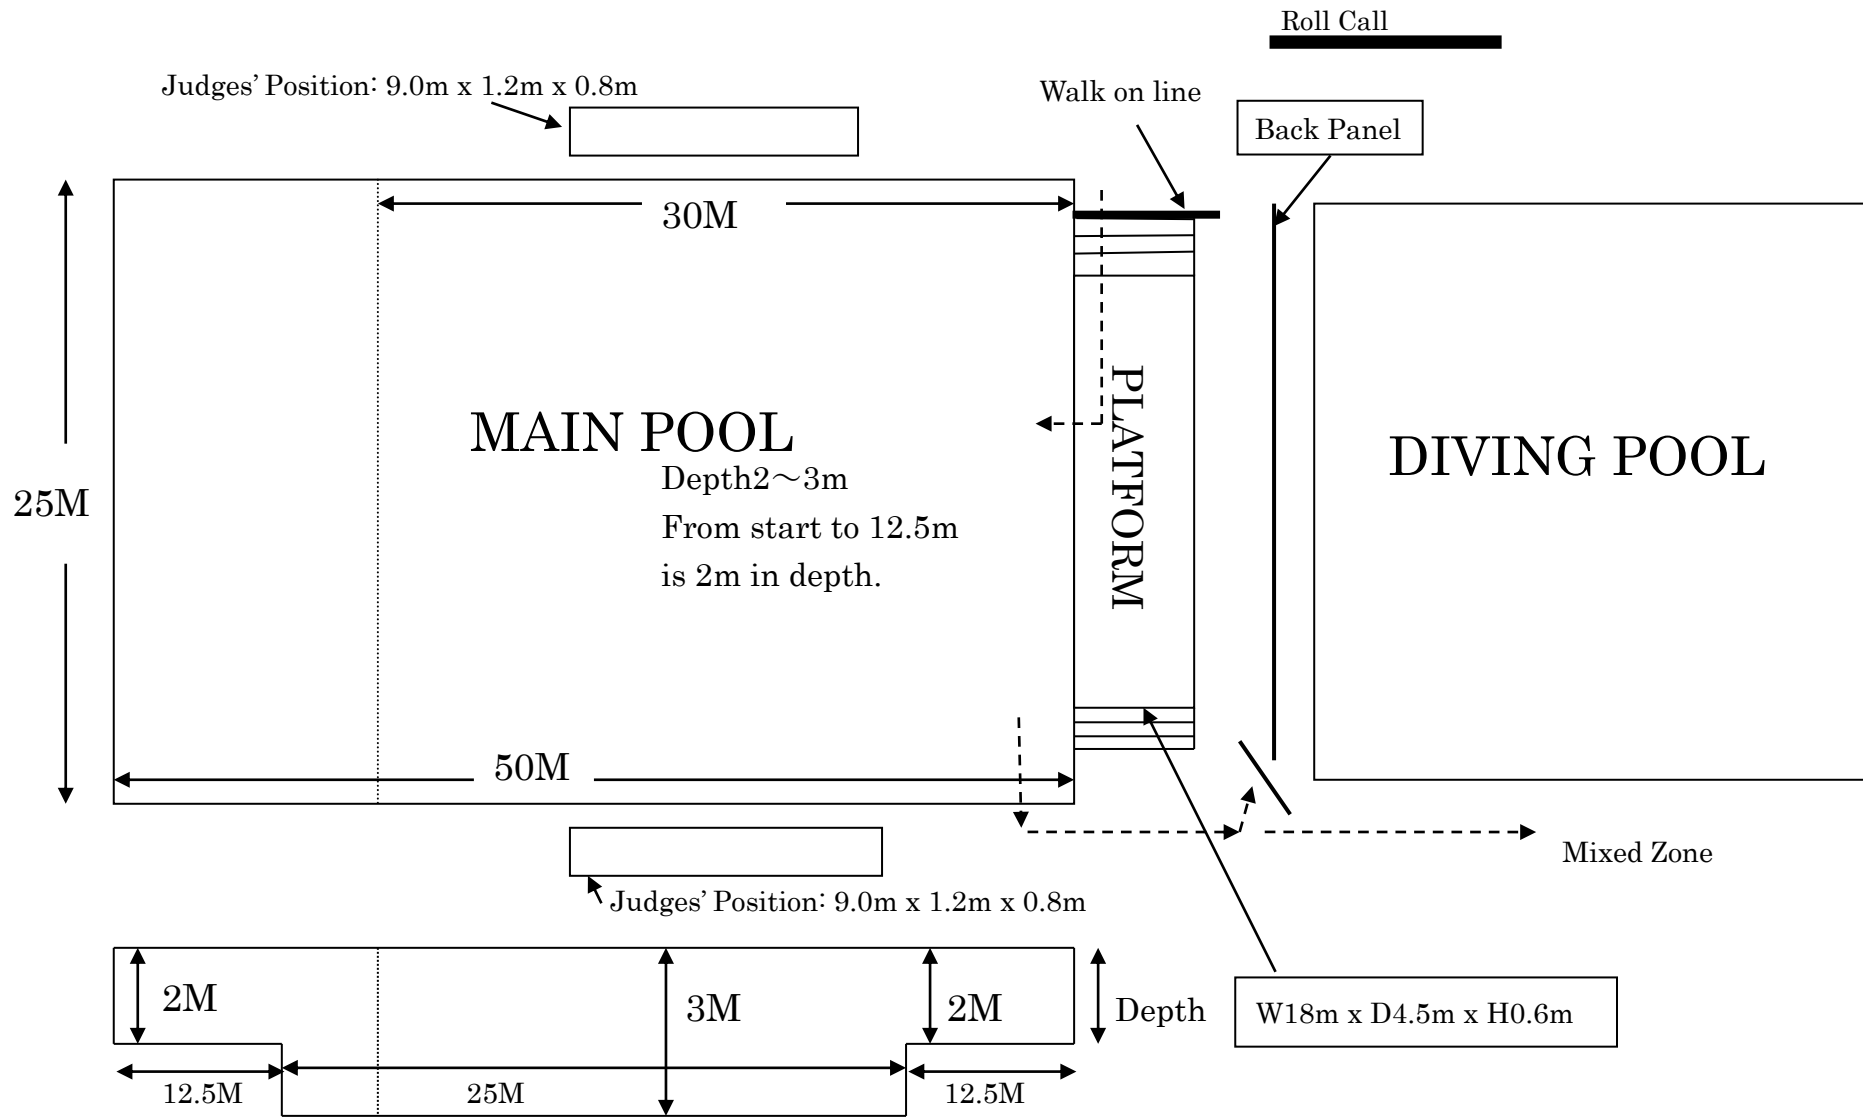 Roll Call
Judges’ Position: 9.0m x 1.2m x 0.8m
Walk on line
Back Panel
30M
PLATFORM
MAIN POOL
DIVING POOL
Depth2～3m
25M
From start to 12.5m
is 2m in depth.
50M
Mixed Zone
Judges’ Position: 9.0m x 1.2m x 0.8m
2M
3M
2M
Depth
W18m x D4.5m x H0.6m
12.5M
25M
12.5M